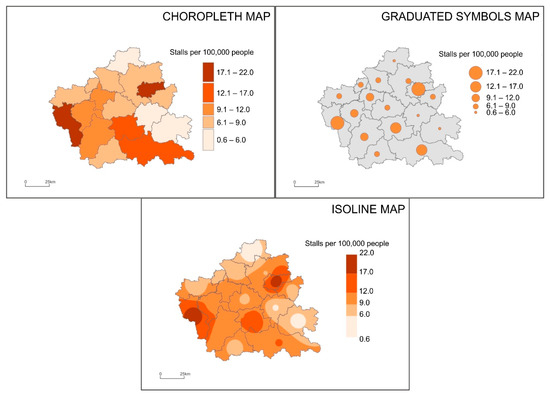 CHOROPLETH MAP
Stalls per 100,000 people
17.1 – 22.0
12.1 - 17.0
9.1 – 12.0
6.1 – 9.0
0.6 – 6.0
0 25km
GRADUATED SYMBOLS MAP
Stalls per 100,000 people
17.1 – 22.0
12.1 - 17.0
9.1 – 12.0
6.1 – 9.0
0.6 – 6.0
0 25km
ISOLINE MAP
Stalls per 100,000 people
22.0
17.0
12.0
9.0
6.0
0.6
0 25km